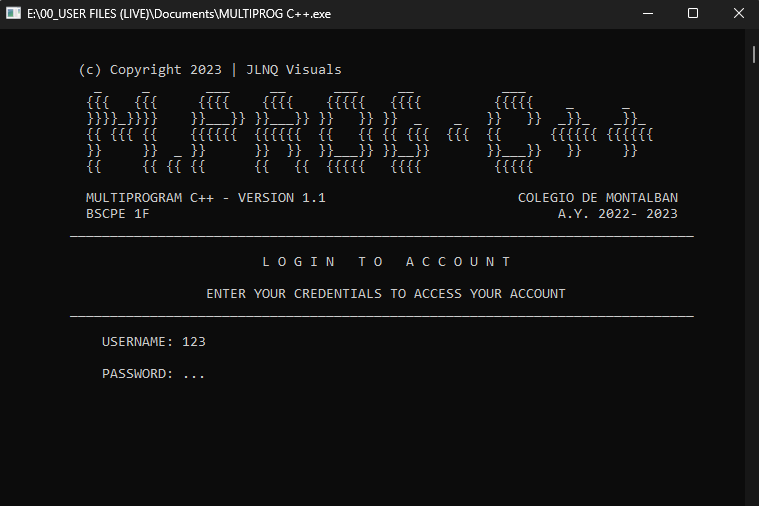 E:\00_USER FILES (LIVE)\Documents\MULTIPROG C++.exe
(c) Copyright 2023 | JLNQ Visuals
M.PROG - C++
MULTIPROGRAM C++ - VERSION 1.1 COLEGIO DE MONTALBAN
BSCPE 1F A.Y. 2022- 2023
L O G I N   T O   A C C O U N T
ENTER YOUR CREDENTIALS TO ACCESS YOUR ACCOUNT
USERNAME: 123
PASSWORD: ...